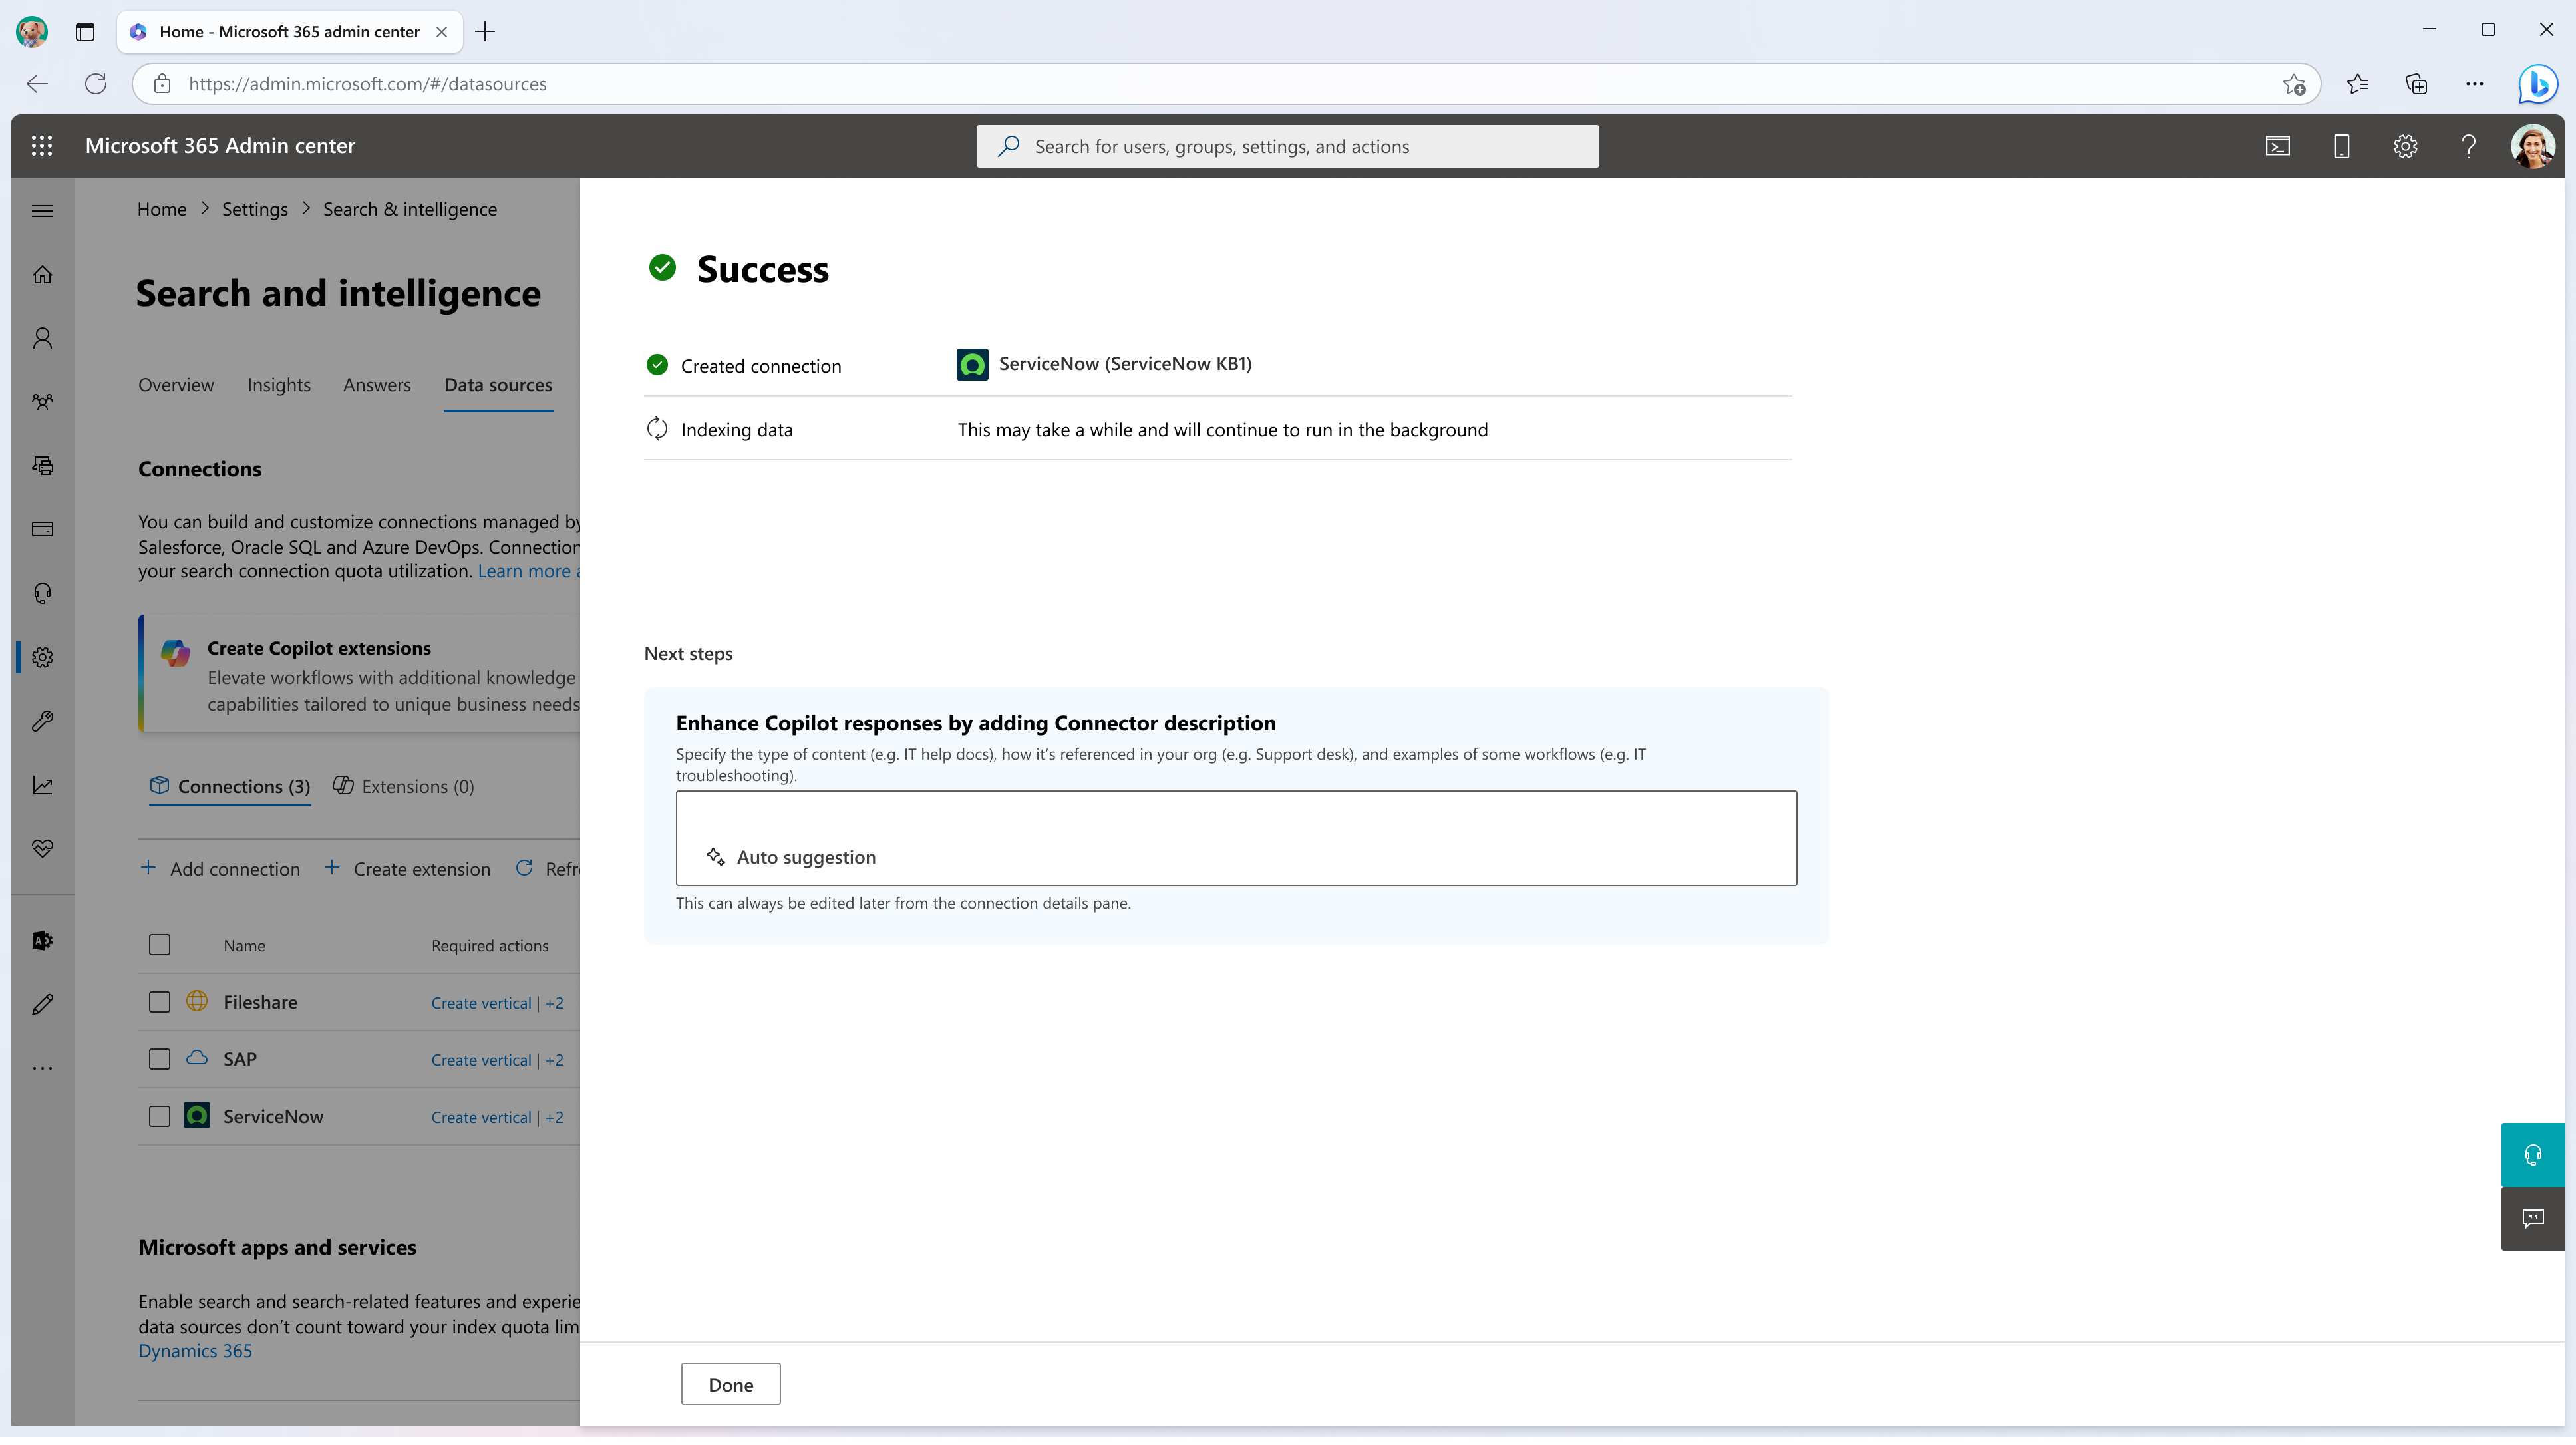 Home - Microsoft 365 admin center
https://admin.microsoft.com/#/datasources
Microsoft 365 Admin center
Search for users, groups, settings, and actions
Home > Settings > Search & intelligence
Search and intelligence
Overview Insights Answers Data sources
Connections
You can build and customize connections managed by
Salesforce, Oracle SQL and Azure DevOps. Connection
your search connection quota utilization. Learn more a
Create Copilot extensions
Elevate workflows with additional knowledge
capabilities tailored to unique business needs
Connections (3) Extensions (0)
+ Add connection + Create extension Refr
Name Required actions
Fileshare Create vertical | +2
SAP Create vertical | +2
ServiceNow Create vertical | +2
Microsoft apps and services
Enable search and search-related features and experie
data sources don’t count toward your index quota lim
Dynamics 365
Success
Created connection ServiceNow (ServiceNow KB1)
Indexing data This may take a while and will continue to run in the background
Next steps
Enhance Copilot responses by adding Connector description
Specify the type of content (e.g. IT help docs), how it’s referenced in your org (e.g. Support desk), and examples of some workflows (e.g. IT
troubleshooting).
Auto suggestion
This can always be edited later from the connection details pane.
Done